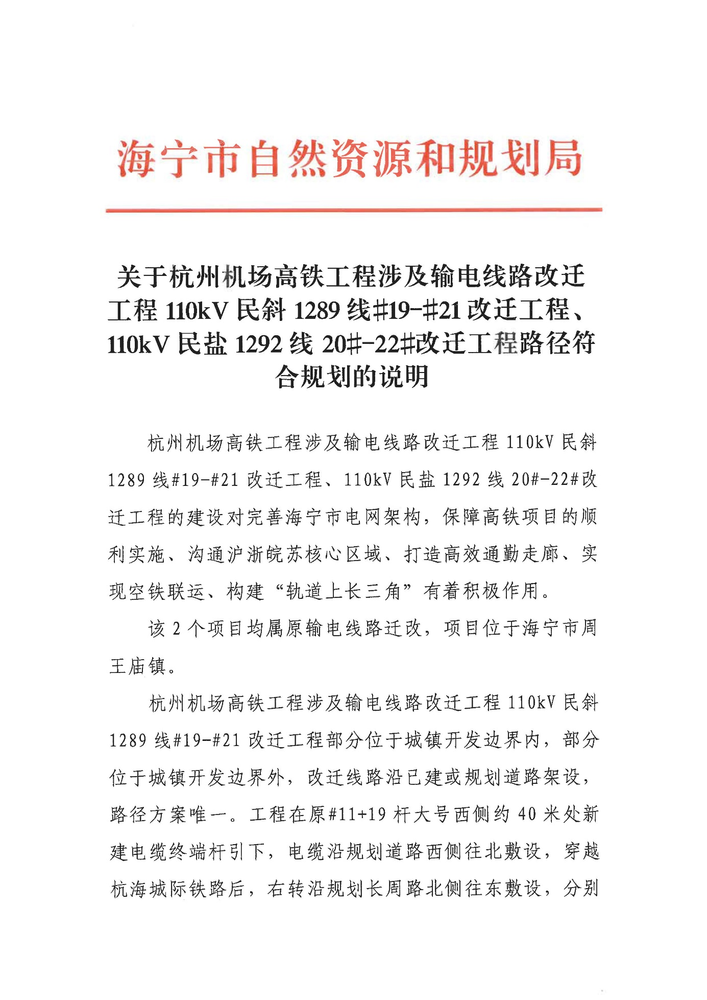 海宁市自然资源和规划局
关于杭州机场高铁工程涉及输电线路改迁
工程 110kV 民斜 1289 线#19-#21 改迁工程、
110kV 民盐 1292 线 20#-22#改迁工程路径符
合规划的说明
杭州机场高铁工程涉及输电线路改迁工程 110kV 民斜
1289 线#19-#21 改迁工程、110kV 民盐 1292 线 20#-22#改
迁工程的建设对完善海宁市电网架构，保障高铁项目的顺
利实施、沟通沪浙皖苏核心区域、打造高效通勤走廊、实
现空铁联运、构建“轨道上长三角”有着积极作用。
该 2 个项目均属原输电线路迁改，项目位于海宁市周
王庙镇。
杭州机场高铁工程涉及输电线路改迁工程 110kV 民斜
1289 线#19-#21 改迁工程部分位于城镇开发边界内，部分
位于城镇开发边界外，改迁线路沿已建或规划道路架设，
路径方案唯一。工程在原#11+19 杆大号西侧约 40 米处新
建电缆终端杆引下，电缆沿规划道路西侧往北敷设，穿越
杭海城际铁路后，右转沿规划长周路北侧往东敷设，分别